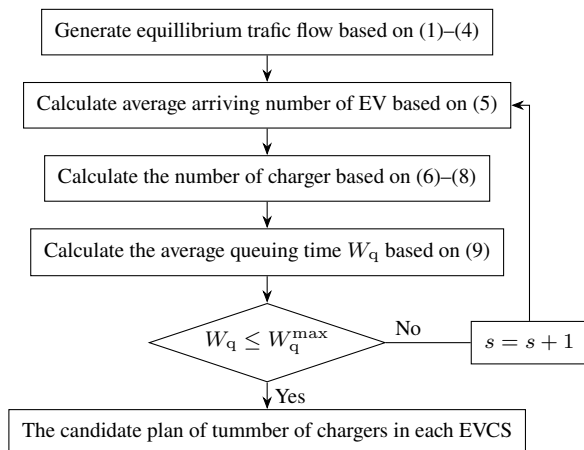 Generate equillibrium trafic flow based on (1)–(4)
Calculate average arriving number of EV based on (5)
Calculate the number of charger based on (6)–(8)
Calculate the average queuing time W_q based on (9)
W_q ≤ W_q^max
No
s = s + 1
Yes
The candidate plan of tummber of chargers in each EVCS